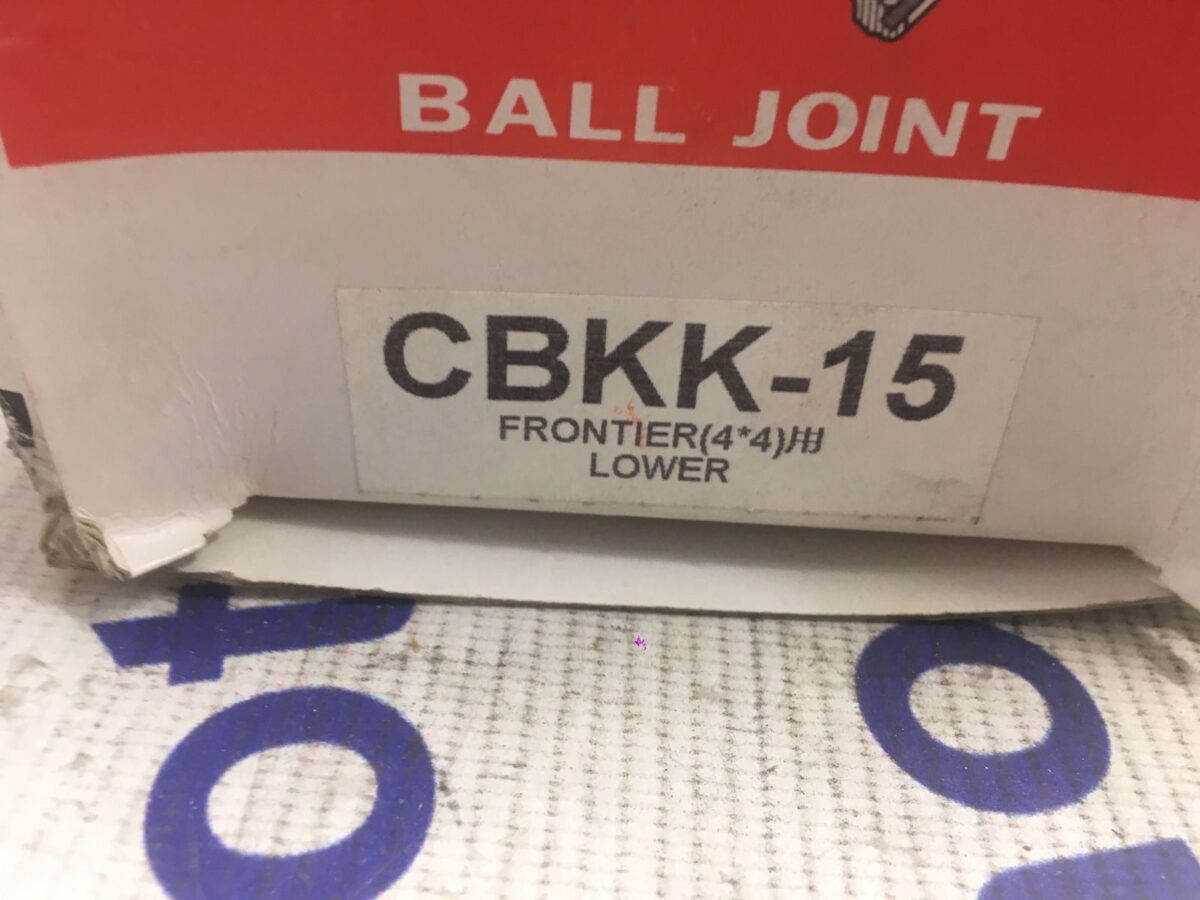 BALL JOINT
CBKK-15
FRONTIER(4*4)用
LOWER